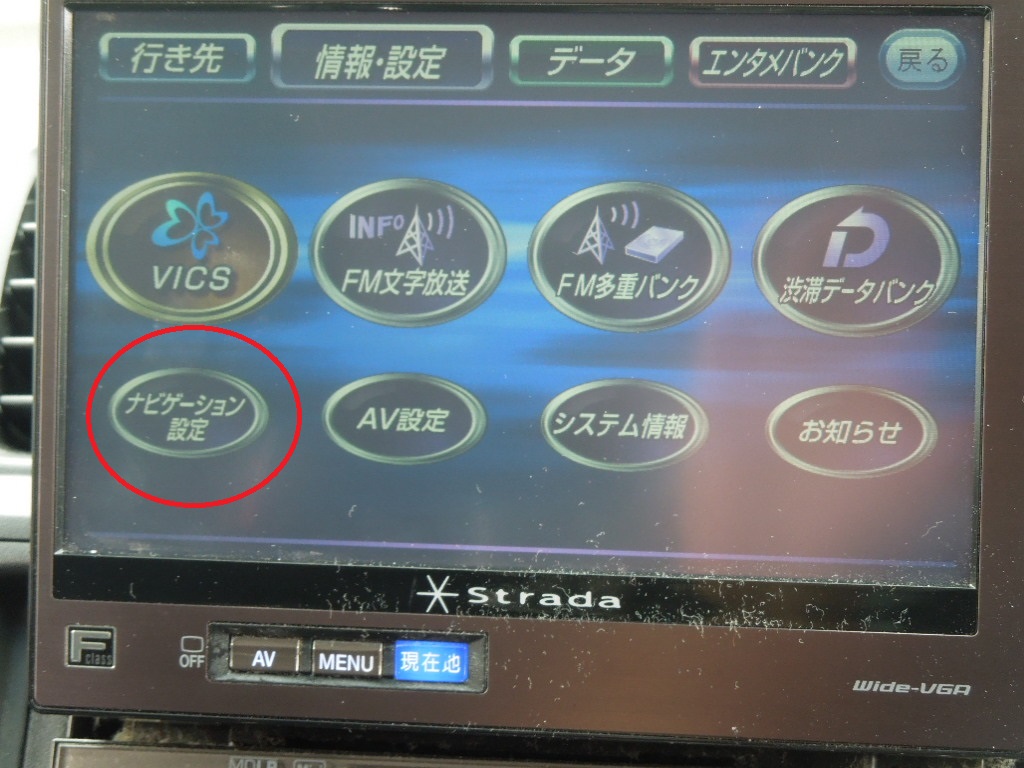 行き先
情報・設定
データ
エンタメバンク
戻る
VICS
INFO
FM文字放送
FM多重バンク
D
渋滞データバンク
ナビゲーション
設定
AV設定
システム情報
お知らせ
Strada
F
class
OFF
AV
MENU
現在地
Wide-VGA